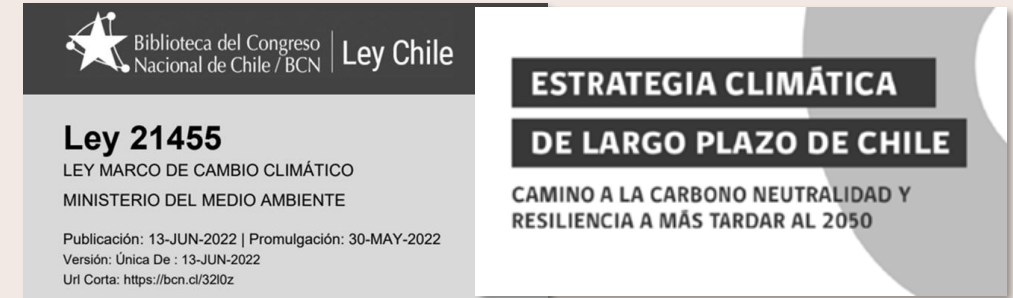 Biblioteca del Congreso
Nacional de Chile / BCN
Ley Chile
Ley 21455
LEY MARCO DE CAMBIO CLIMÁTICO
MINISTERIO DEL MEDIO AMBIENTE
Publicación: 13-JUN-2022 | Promulgación: 30-MAY-2022
Versión: Única De : 13-JUN-2022
Url Corta: https://bcn.cl/32l0z
ESTRATEGIA CLIMÁTICA
DE LARGO PLAZO DE CHILE
CAMINO A LA CARBONO NEUTRALIDAD Y
RESILIENCIA A MÁS TARDAR AL 2050